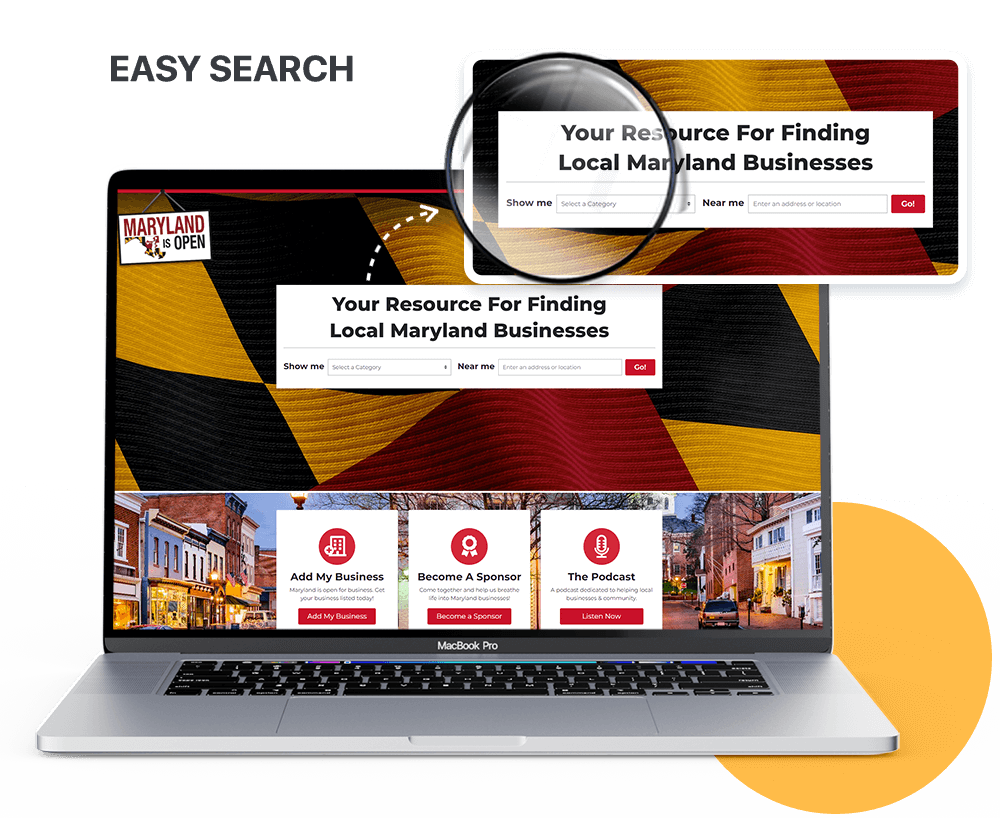 EASY SEARCH
Your Resource For Finding
Local Maryland Businesses
Show me
Select a Category
Near me
Enter an address or location
Go!
MARYLAND
IS OPEN
Your Resource For Finding
Local Maryland Businesses
Show me
Select a Category
Near me
Enter an address or location
Go!
Add My Business
Maryland is open for business. Get
your business listed today!
Add My Business
Become A Sponsor
Come together and help us breathe
life into Maryland businesses!
Become a Sponsor
The Podcast
A podcast dedicated to helping local
businesses & community.
Listen Now
MacBook Pro